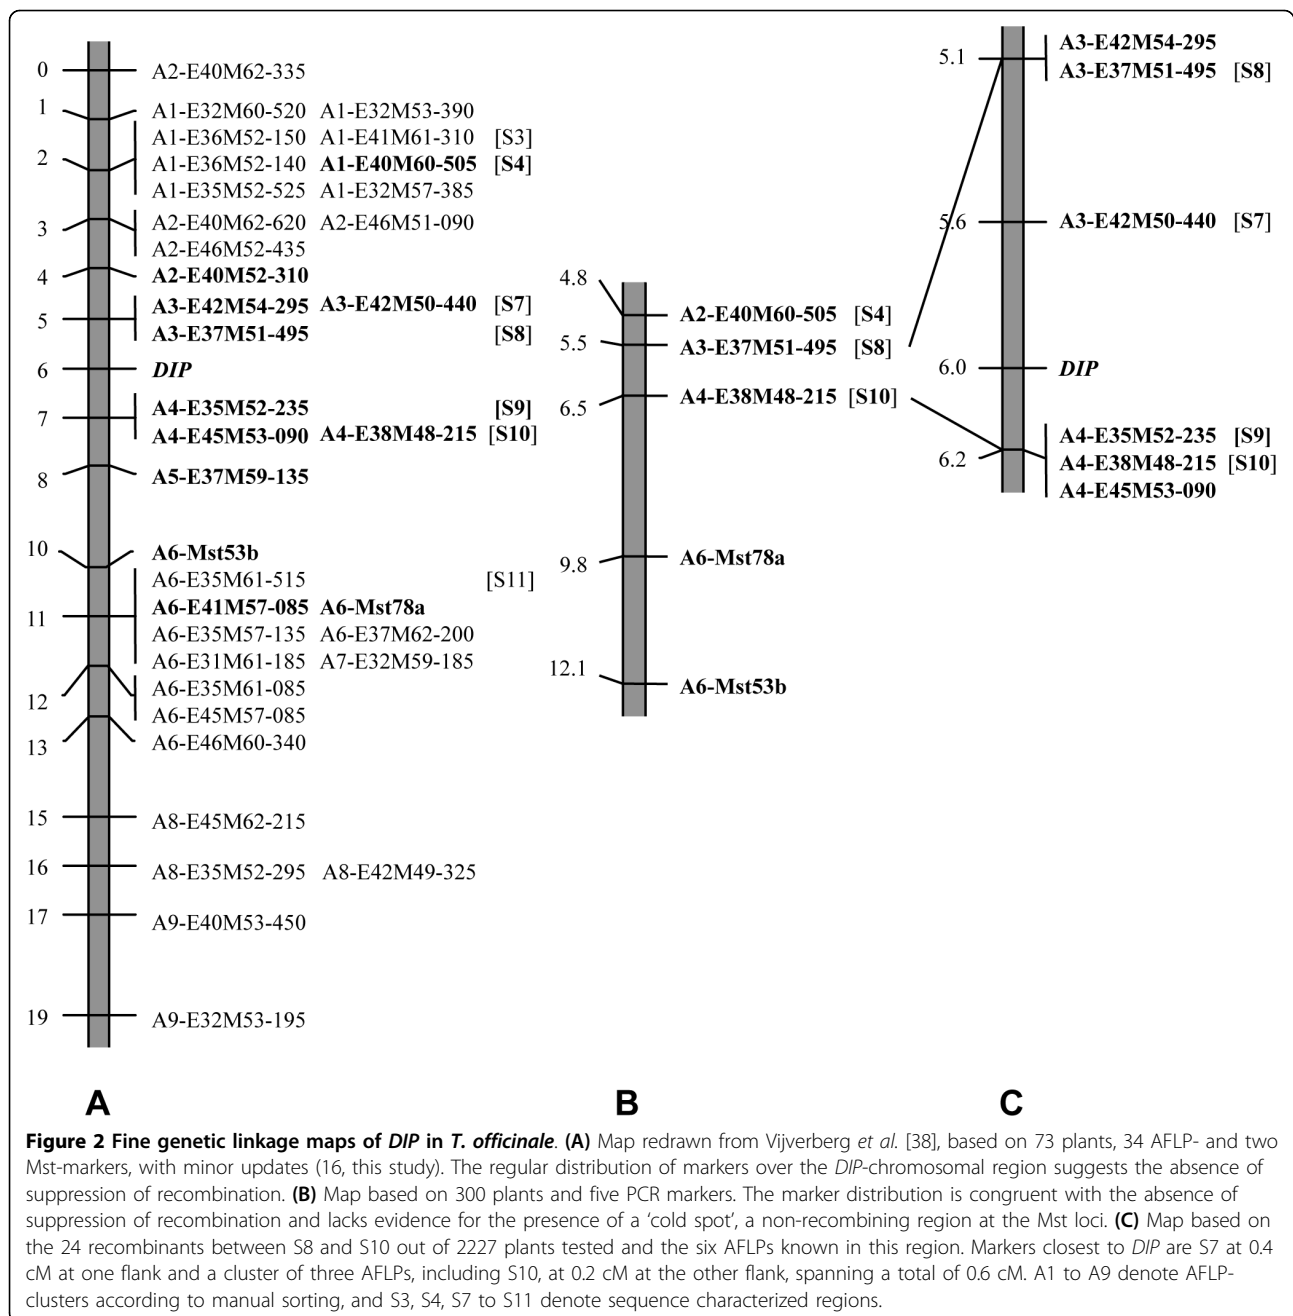 0 A2-E40M62-335
1 A1-E32M60-520 A1-E32M53-390
A1-E36M52-150 A1-E41M61-310 [S3]
2 A1-E36M52-140 A1-E40M60-505 [S4]
A1-E35M52-525 A1-E32M57-385
A2-E40M62-620 A2-E46M51-090
3
A2-E46M52-435
4 A2-E40M52-310
A3-E42M54-295 A3-E42M50-440 [S7]
5
A3-E37M51-495 [S8]
6 DIP
A4-E35M52-235 [S9]
7
A4-E45M53-090 A4-E38M48-215 [S10]
8 A5-E37M59-135
10 A6-Mst53b
A6-E35M61-515 [S11]
A6-E41M57-085 A6-Mst78a
11
A6-E35M57-135 A6-E37M62-200
A6-E31M61-185 A7-E32M59-185
A6-E35M61-085
12
A6-E45M57-085
13 A6-E46M60-340
15 A8-E45M62-215
16 A8-E35M52-295 A8-E42M49-325
17 A9-E40M53-450
19 A9-E32M53-195
A
4.8
A2-E40M60-505 [S4]
5.5 A3-E37M51-495 [S8]
6.5 A4-E38M48-215 [S10]
9.8 A6-Mst78a
12.1
A6-Mst53b
B
A3-E42M54-295
5.1
A3-E37M51-495 [S8]
5.6 A3-E42M50-440 [S7]
6.0 DIP
A4-E35M52-235 [S9]
6.2 A4-E38M48-215 [S10]
A4-E45M53-090
C
Figure 2 Fine genetic linkage maps of DIP in T. officinale. (A) Map redrawn from Vijverberg et al. [38], based on 73 plants, 34 AFLP- and two
Mst-markers, with minor updates (16, this study). The regular distribution of markers over the DIP-chromosomal region suggests the absence of
suppression of recombination. (B) Map based on 300 plants and five PCR markers. The marker distribution is congruent with the absence of
suppression of recombination and lacks evidence for the presence of a ‘cold spot’, a non-recombining region at the Mst loci. (C) Map based on
the 24 recombinants between S8 and S10 out of 2227 plants tested and the six AFLPs known in this region. Markers closest to DIP are S7 at 0.4
cM at one flank and a cluster of three AFLPs, including S10, at 0.2 cM at the other flank, spanning a total of 0.6 cM. A1 to A9 denote AFLP-
clusters according to manual sorting, and S3, S4, S7 to S11 denote sequence characterized regions.